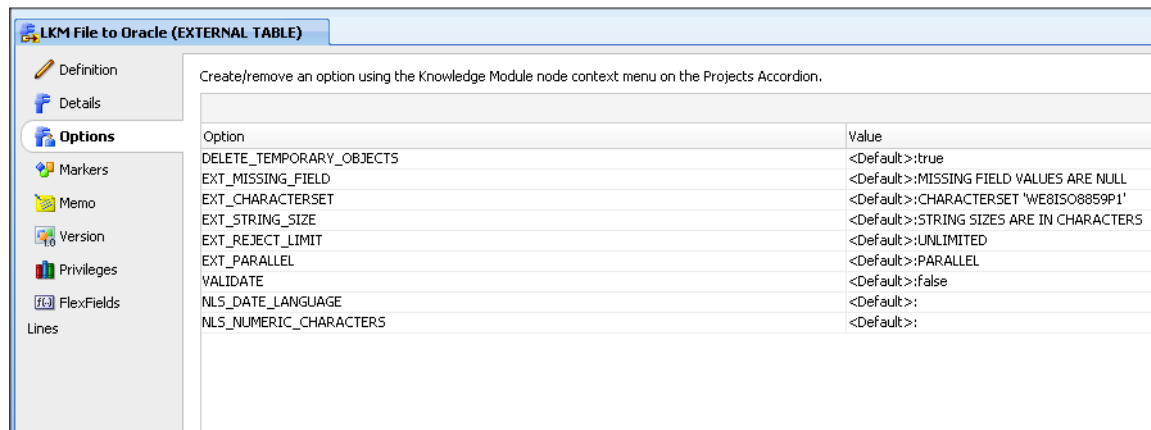 LKM File to Oracle (EXTERNAL TABLE)
Definition
Details
Options
Markers
Memo
Version
Privileges
FlexFields
Lines
Create/remove an option using the Knowledge Module node context menu on the Projects Accordion.
Option Value
DELETE_TEMPORARY_OBJECTS <Default>:true
EXT_MISSING_FIELD <Default>:MISSING FIELD VALUES ARE NULL
EXT_CHARACTERSET <Default>:CHARACTERSET 'WE8ISO8859P1'
EXT_STRING_SIZE <Default>:STRING SIZES ARE IN CHARACTERS
EXT_REJECT_LIMIT <Default>:UNLIMITED
EXT_PARALLEL <Default>:PARALLEL
VALIDATE <Default>:false
NLS_DATE_LANGUAGE <Default>:
NLS_NUMERIC_CHARACTERS <Default>: